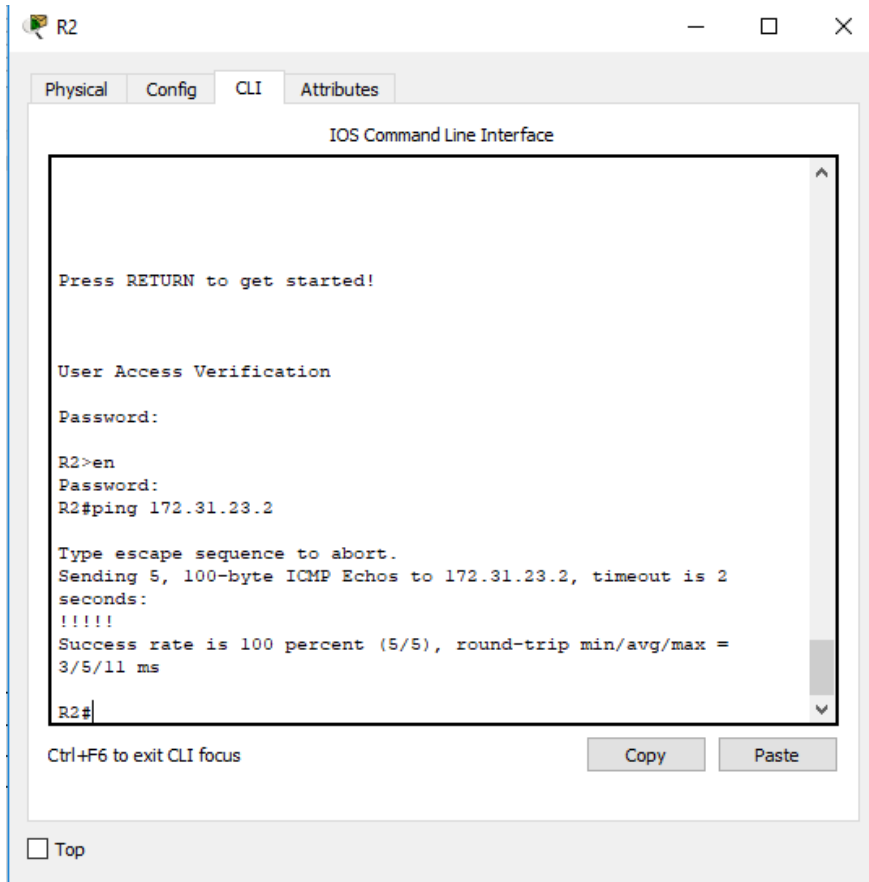 R2
Physical Config CLI Attributes
IOS Command Line Interface
Press RETURN to get started!
User Access Verification
Password:
R2>en
Password:
R2#ping 172.31.23.2
Type escape sequence to abort.
Sending 5, 100-byte ICMP Echos to 172.31.23.2, timeout is 2
seconds:
!!!!!
Success rate is 100 percent (5/5), round-trip min/avg/max =
3/5/11 ms
R2#
Ctrl+F6 to exit CLI focus Copy Paste
Top